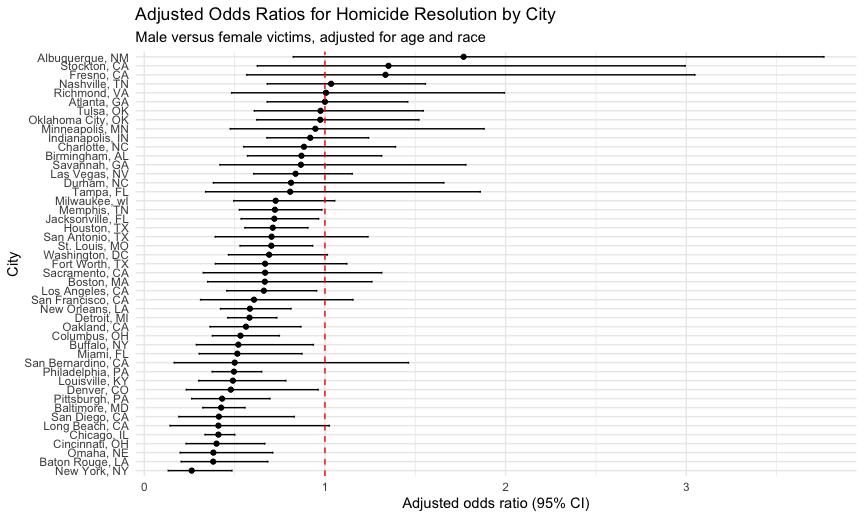 Adjusted Odds Ratios for Homicide Resolution by City
Male versus female victims, adjusted for age and race
City
Albuquerque, NM
Stockton, CA
Fresno, CA
Nashville, TN
Richmond, VA
Atlanta, GA
Tulsa, OK
Oklahoma City, OK
Minneapolis, MN
Indianapolis, IN
Charlotte, NC
Birmingham, AL
Savannah, GA
Las Vegas, NV
Durham, NC
Tampa, FL
Milwaukee, wI
Memphis, TN
Jacksonville, FL
Houston, TX
San Antonio, TX
St. Louis, MO
Washington, DC
Fort Worth, TX
Sacramento, CA
Boston, MA
Los Angeles, CA
San Francisco, CA
New Orleans, LA
Detroit, MI
Oakland, CA
Columbus, OH
Buffalo, NY
Miami, FL
San Bernardino, CA
Philadelphia, PA
Louisville, KY
Denver, CO
Pittsburgh, PA
Baltimore, MD
San Diego, CA
Long Beach, CA
Chicago, IL
Cincinnati, OH
Omaha, NE
Baton Rouge, LA
New York, NY
0 1 2 3
Adjusted odds ratio (95% CI)